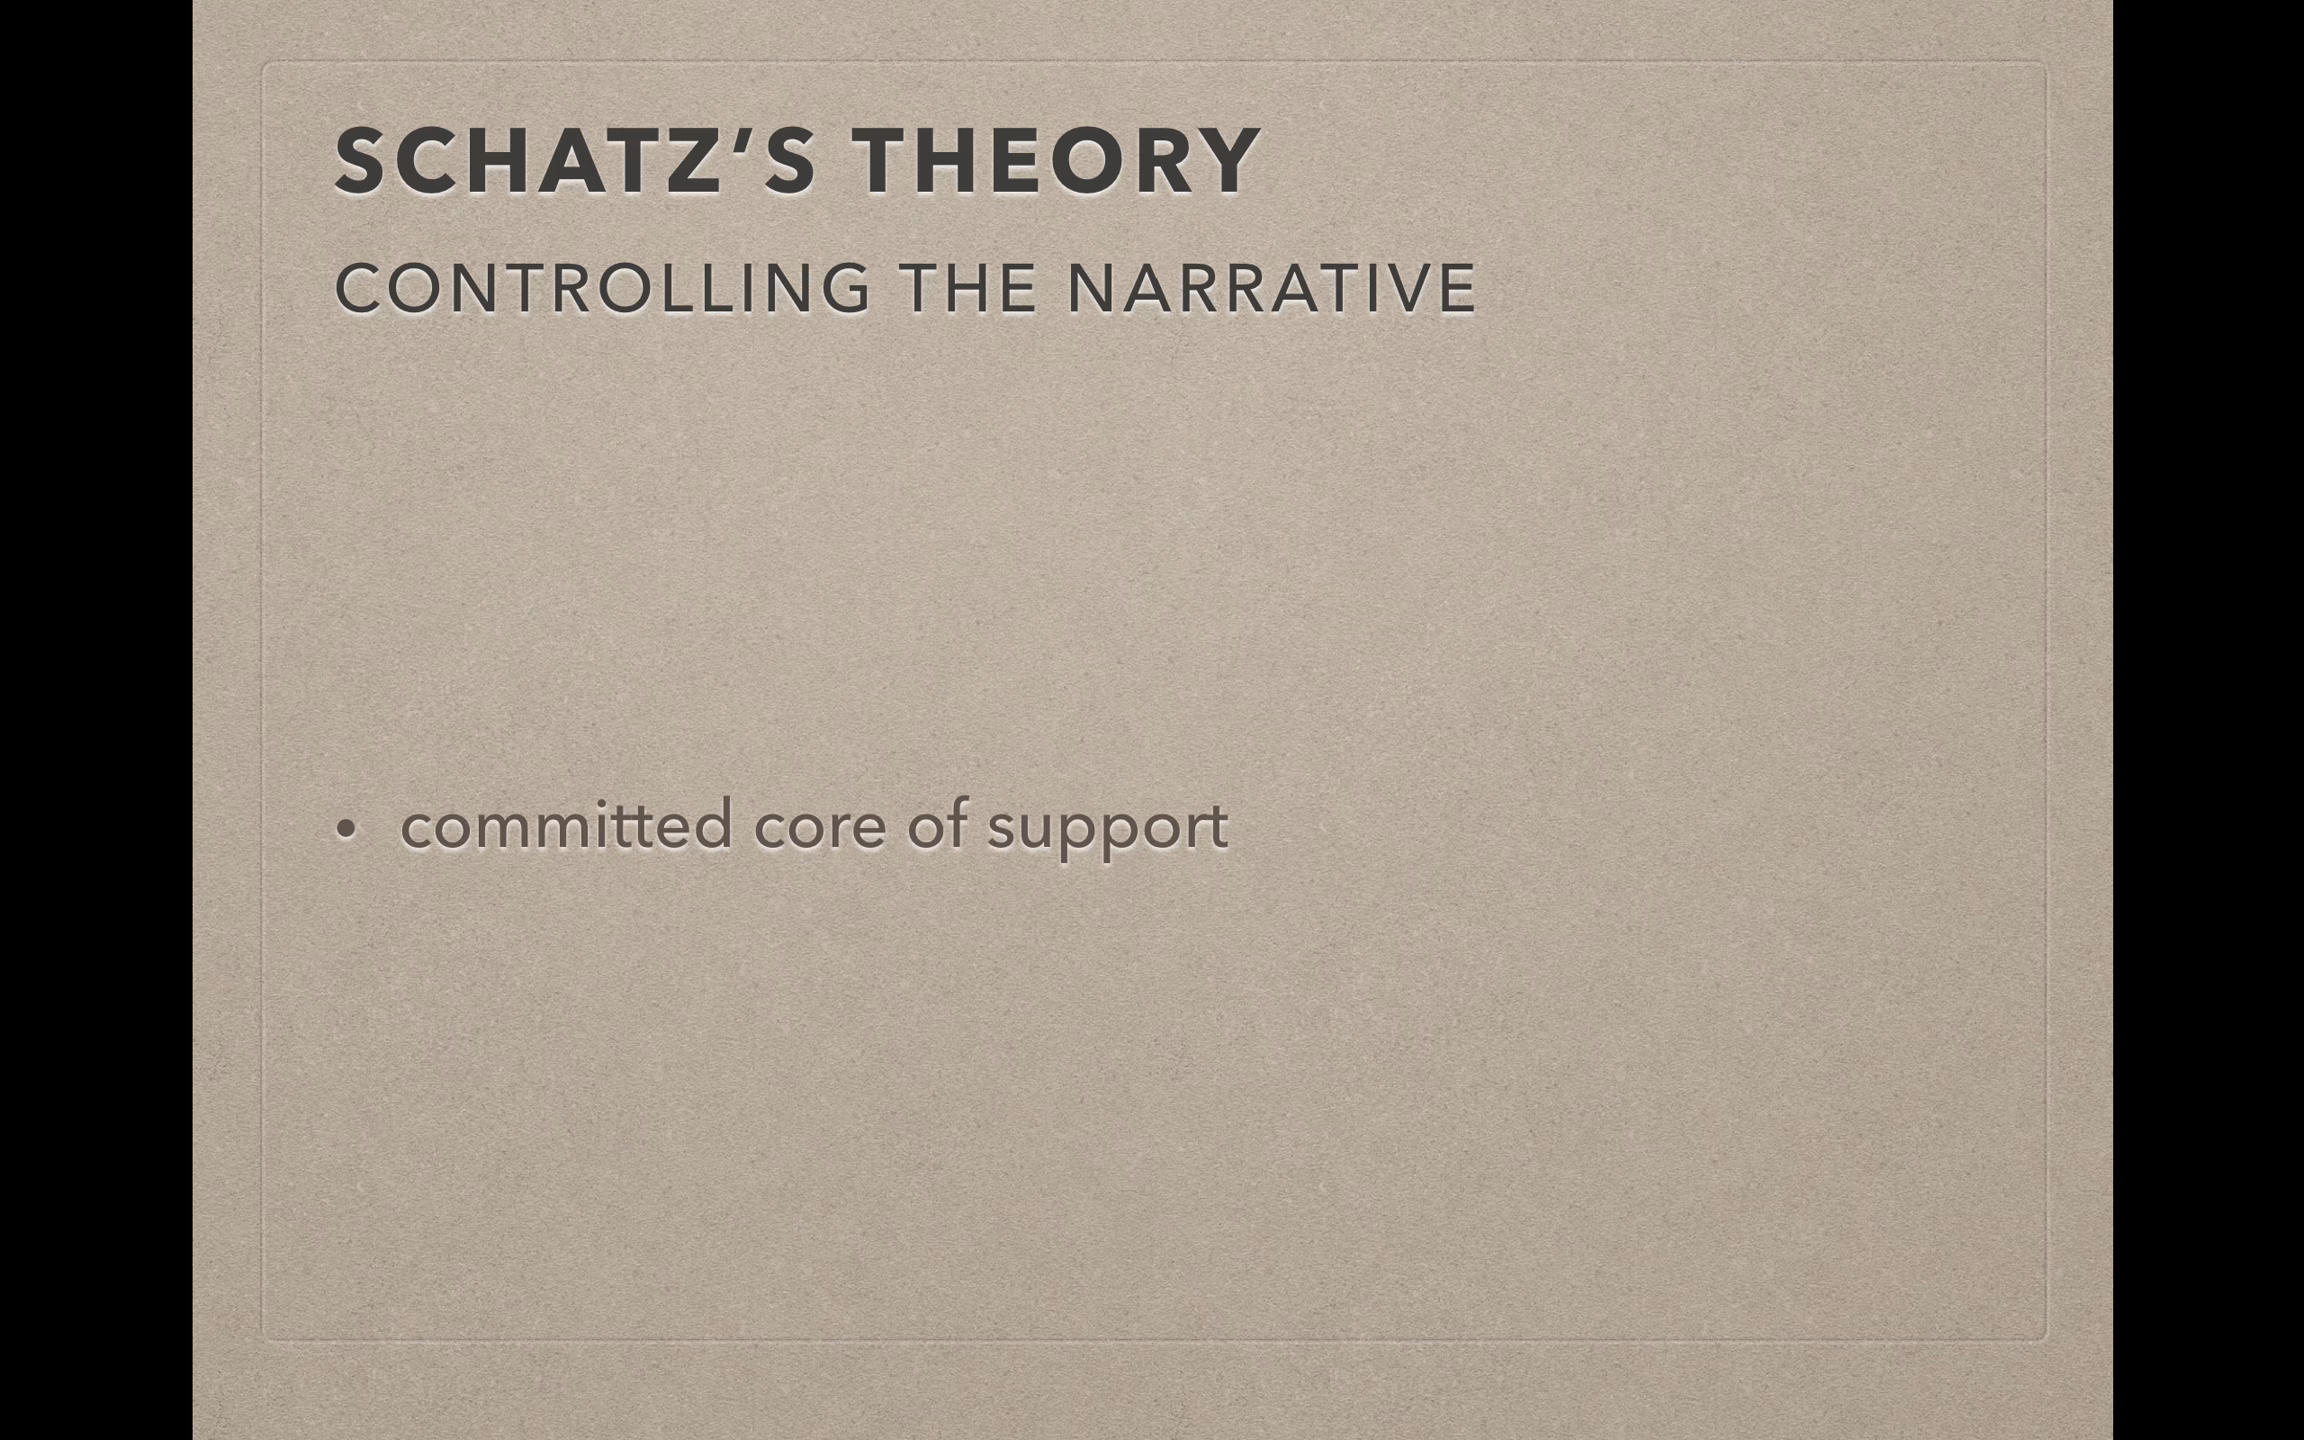 SCHATZ’S THEORY
CONTROLLING THE NARRATIVE
• committed core of support